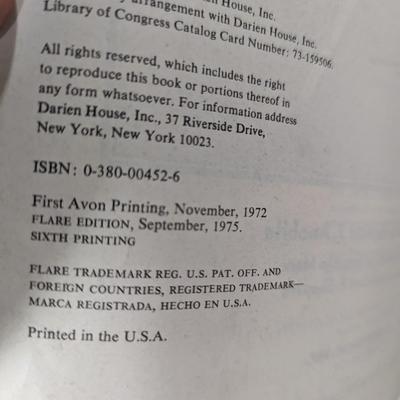 House, Inc.
arrangement with Darien House, Inc.
Library of Congress Catalog Card Number: 73-159506.
All rights reserved, which includes the right
to reproduce this book or portions thereof in
any form whatsoever. For information address
Darien House, Inc., 37 Riverside Drive,
New York, New York 10023.
ISBN: 0-380-00452-6
First Avon Printing, November, 1972
FLARE EDITION, September, 1975.
SIXTH PRINTING
FLARE TRADEMARK REG. U.S. PAT. OFF. AND
FOREIGN COUNTRIES, REGISTERED TRADEMARK—
MARCA REGISTRADA, HECHO EN U.S.A.
Printed in the U.S.A.